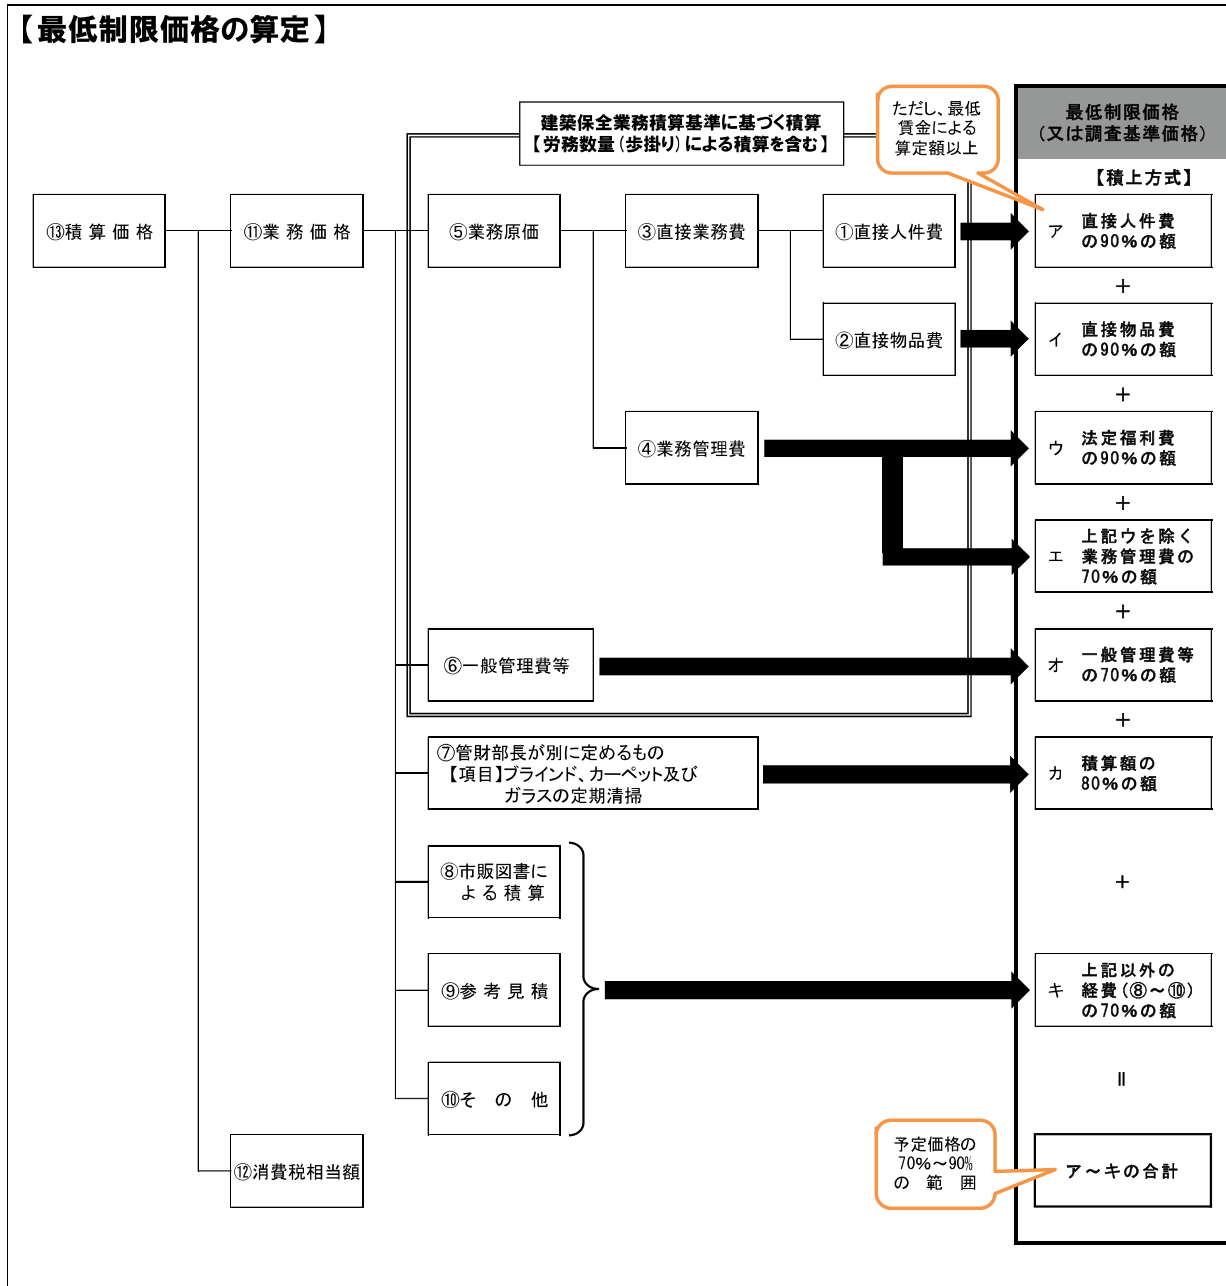 【最低制限価格の算定】
建築保全業務積算基準に基づく積算
【労務数量(歩掛り)による積算を含む】
ただし、最低
賃金による
算定額以上
最低制限価格
(又は調査基準価格)
【積上方式】
⑬積算価格
⑪業務価格
⑤業務原価
③直接業務費
①直接人件費
ア 直接人件費
の90%の額
+
②直接物品費
イ 直接物品費
の90%の額
+
④業務管理費
ウ 法定福利費
の90%の額
+
エ 上記ウを除く
業務管理費の
70%の額
+
⑥一般管理費等
オ 一般管理費等
の70%の額
+
⑦管財部長が別に定めるもの
【項目】ブラインド、カーペット及び
ガラスの定期清掃
カ 積算額の
80%の額
+
⑧市販図書に
よる積算
⑨参考見積
キ 上記以外の
経費(⑧~⑩)
の70%の額
⑩その他
=
⑫消費税相当額
予定価格の
70%~90%
の範囲
ア~キの合計